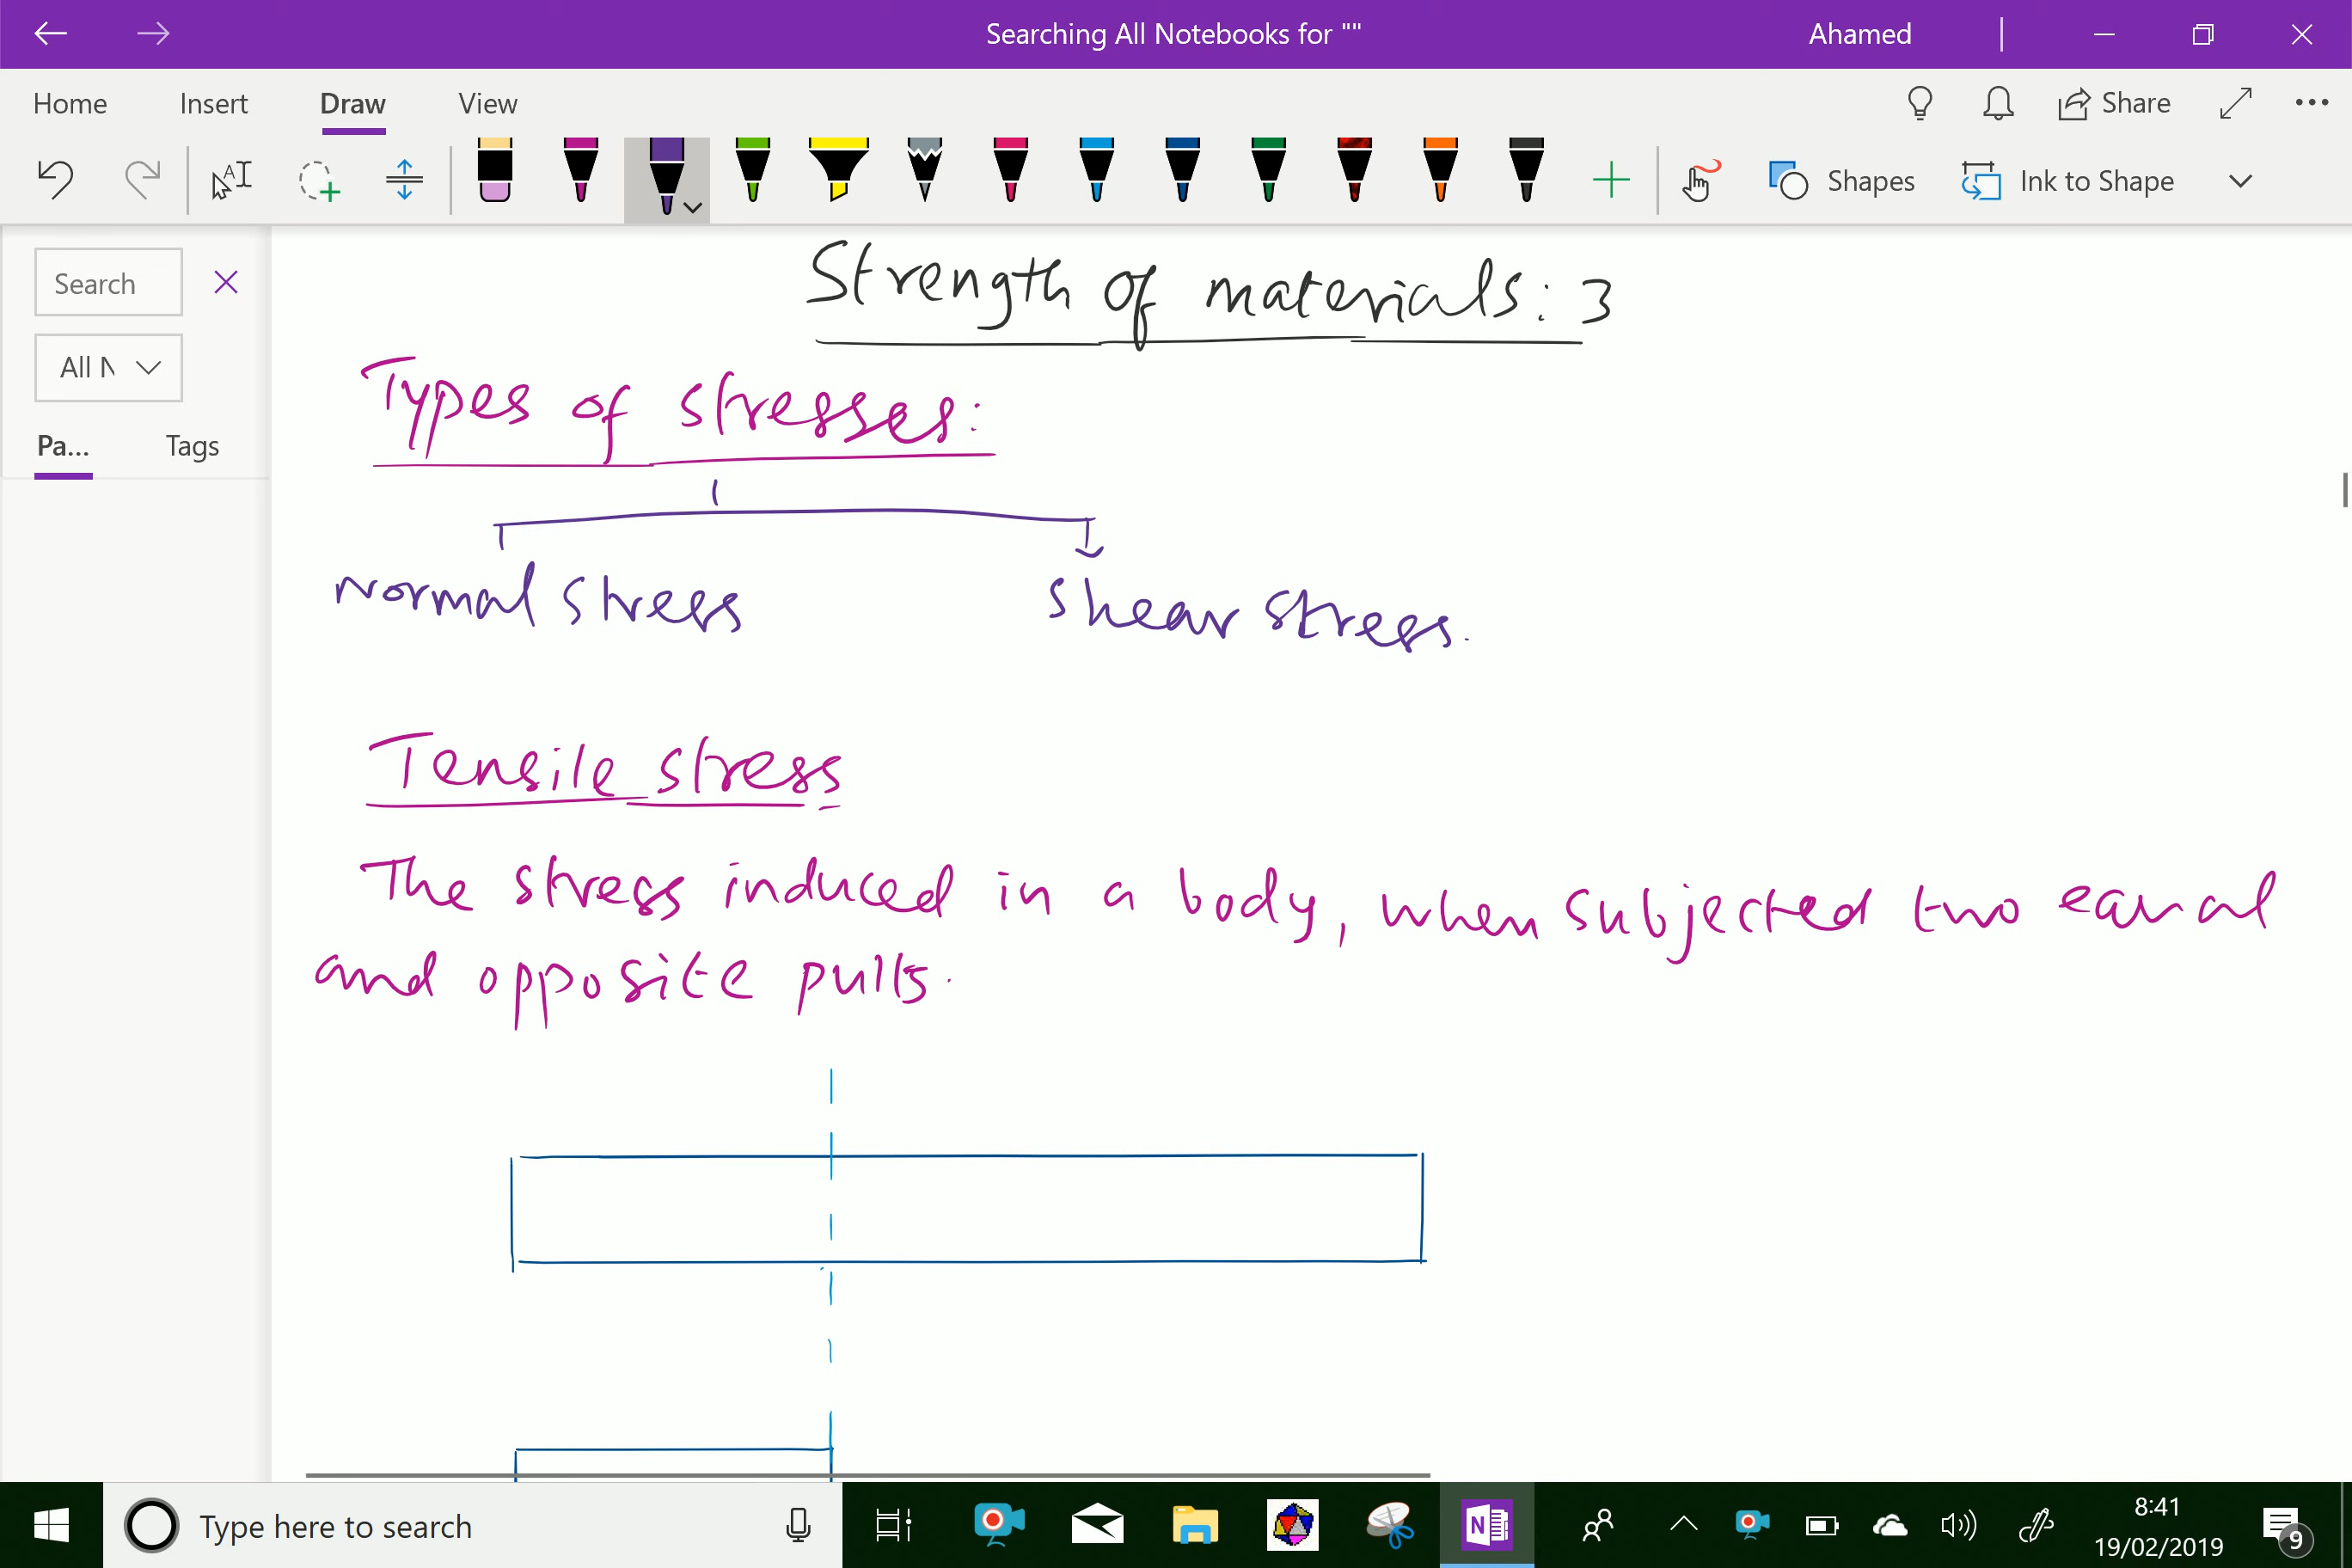 Searching All Notebooks for ""
Ahamed
Home Insert Draw View
Share
Shapes
Ink to Shape
Search
All N
Pa... Tags
Strength of materials: 3
Types of stresses:
Normal stress
Shear stress.
Tensile stress
The stress induced in a body, when subjected two equal
and opposite pulls.
Type here to search
8:41
19/02/2019
9